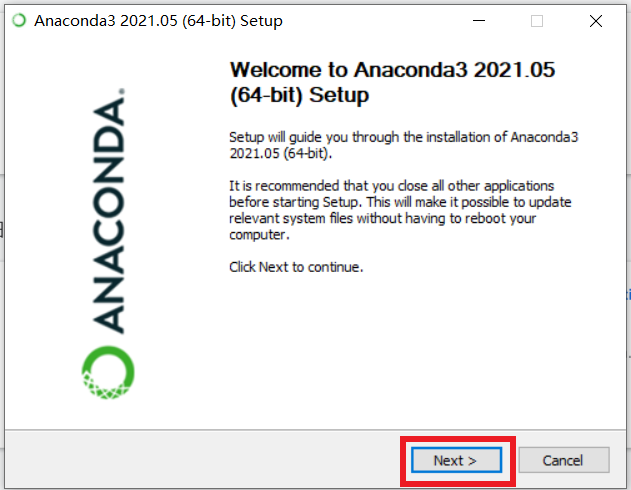 Anaconda3 2021.05 (64-bit) Setup
Welcome to Anaconda3 2021.05
(64-bit) Setup
ANACONDA.
Setup will guide you through the installation of Anaconda3
2021.05 (64-bit).
It is recommended that you close all other applications
before starting Setup. This will make it possible to update
relevant system files without having to reboot your
computer.
Click Next to continue.
Next >
Cancel